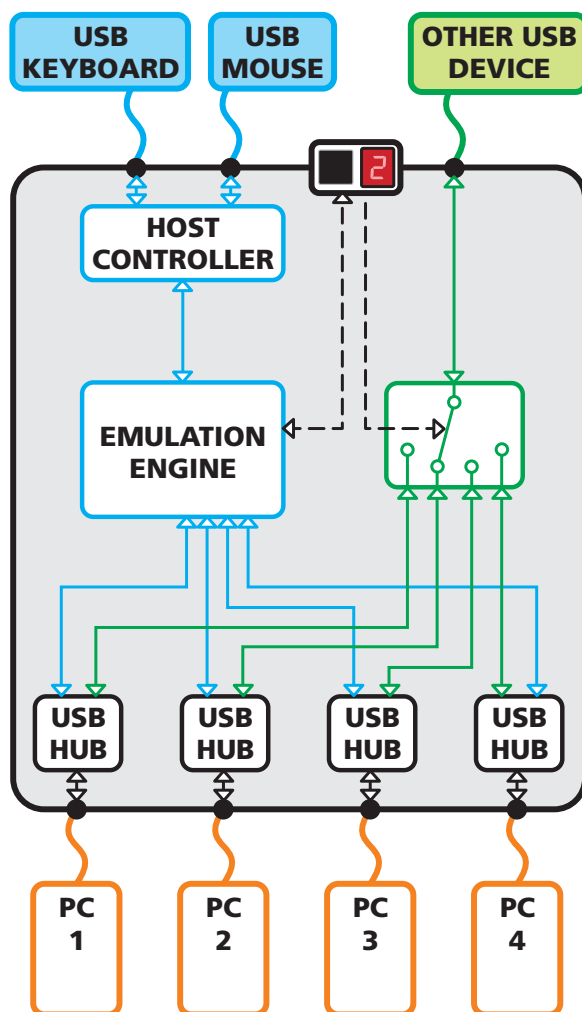 USB
KEYBOARD
USB
MOUSE
OTHER USB
DEVICE
2
HOST
CONTROLLER
EMULATION
ENGINE
USB
HUB
USB
HUB
USB
HUB
USB
HUB
PC
1
PC
2
PC
3
PC
4